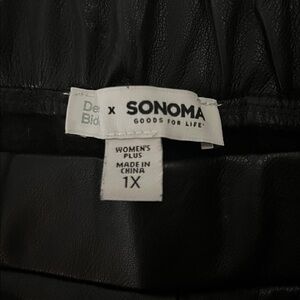 x SONOMA
GOODS FOR LIFE
WOMEN'S
PLUS
MADE IN
CHINA
1X